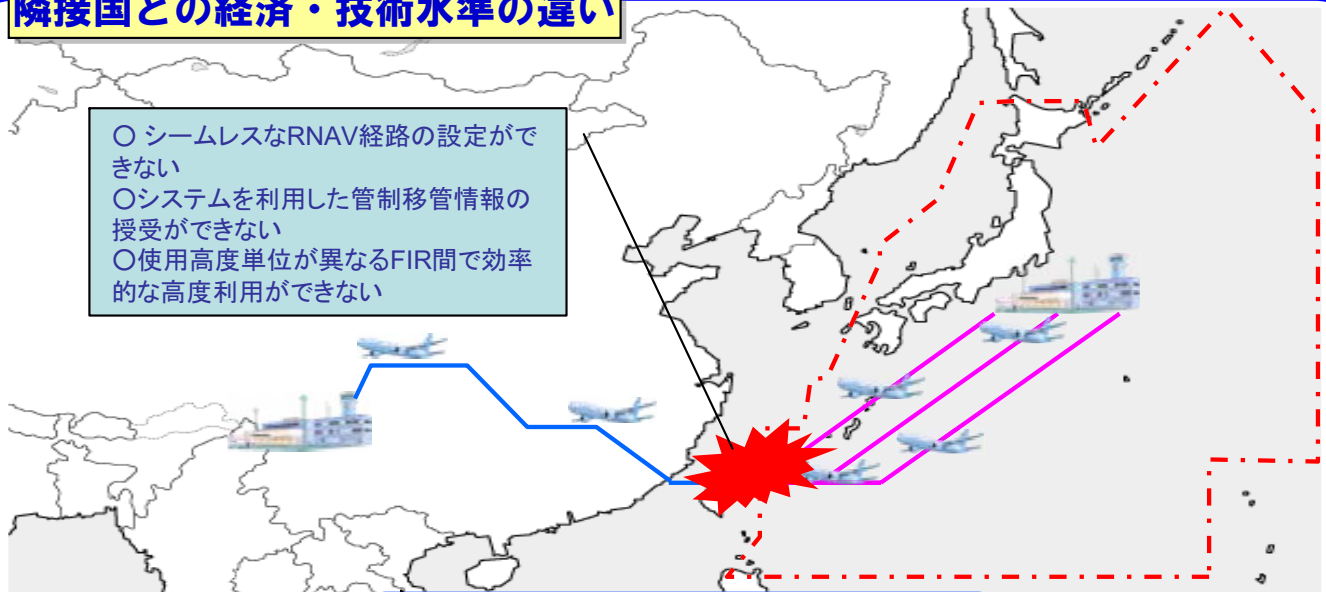 隣接国との経済・技術水準の違い
○ シームレスなRNAV経路の設定がで
きない
○システムを利用した管制移管情報の
授受ができない
○使用高度単位が異なるFIR間で効率
的な高度利用ができない